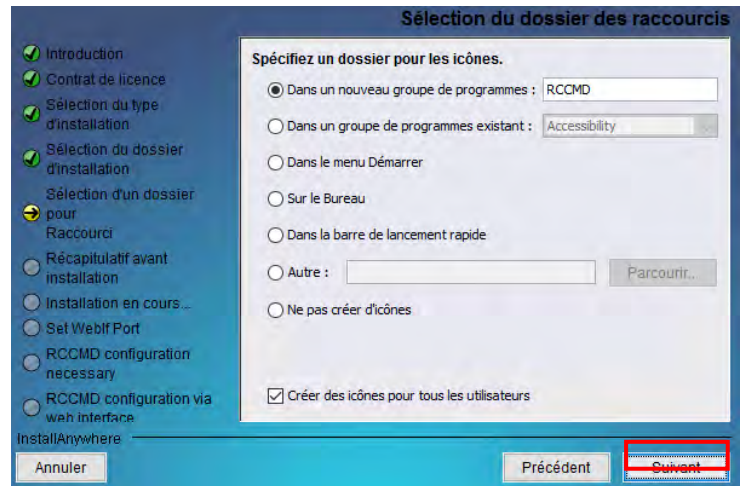 Sélection du dossier des raccourcis
Introduction
Contrat de licence
Sélection du type
d'installation
Sélection du dossier
d'installation
Sélection d'un dossier
pour
Raccourci
Récapitulatif avant
installation
Installation en cours...
Set WebIf Port
RCCMD configuration
necessary
RCCMD configuration via
web interface
Spécifiez un dossier pour les icônes.
Dans un nouveau groupe de programmes : RCCMD
Dans un groupe de programmes existant : Accessibility
Dans le menu Démarrer
Sur le Bureau
Dans la barre de lancement rapide
Autre : Parcourir...
Ne pas créer d'icônes
Créer des icônes pour tous les utilisateurs
InstallAnywhere
Annuler Précédent Suivant